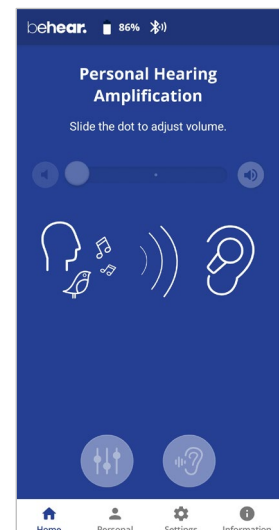 behear. 86%
Personal Hearing
Amplification
Slide the dot to adjust volume.
Home Personal Settings Information